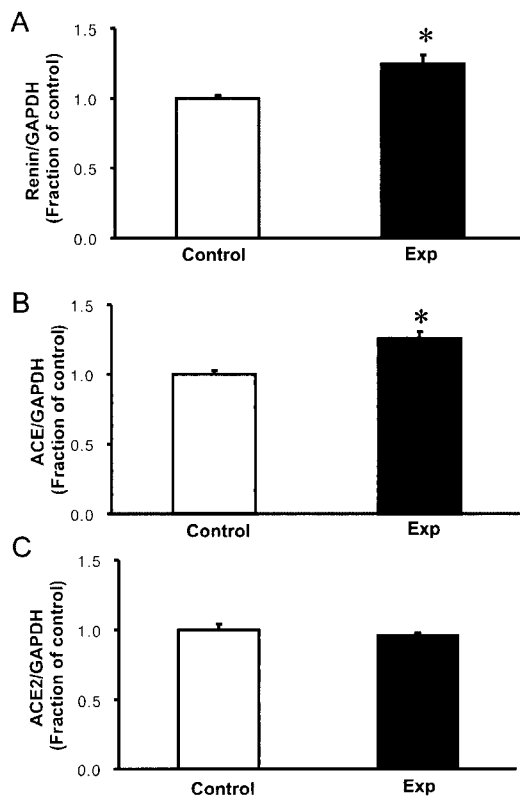 A
Renin/GAPDH
(Fraction of control)
1.5
1.0
0.5
0.0
*
Control
Exp
B
ACE/GAPDH
(Fraction of control)
1.5
1.0
0.5
0.0
*
Control
Exp
C
ACE2/GAPDH
(Fraction of control)
1.5
1.0
0.5
0.0
Control
Exp